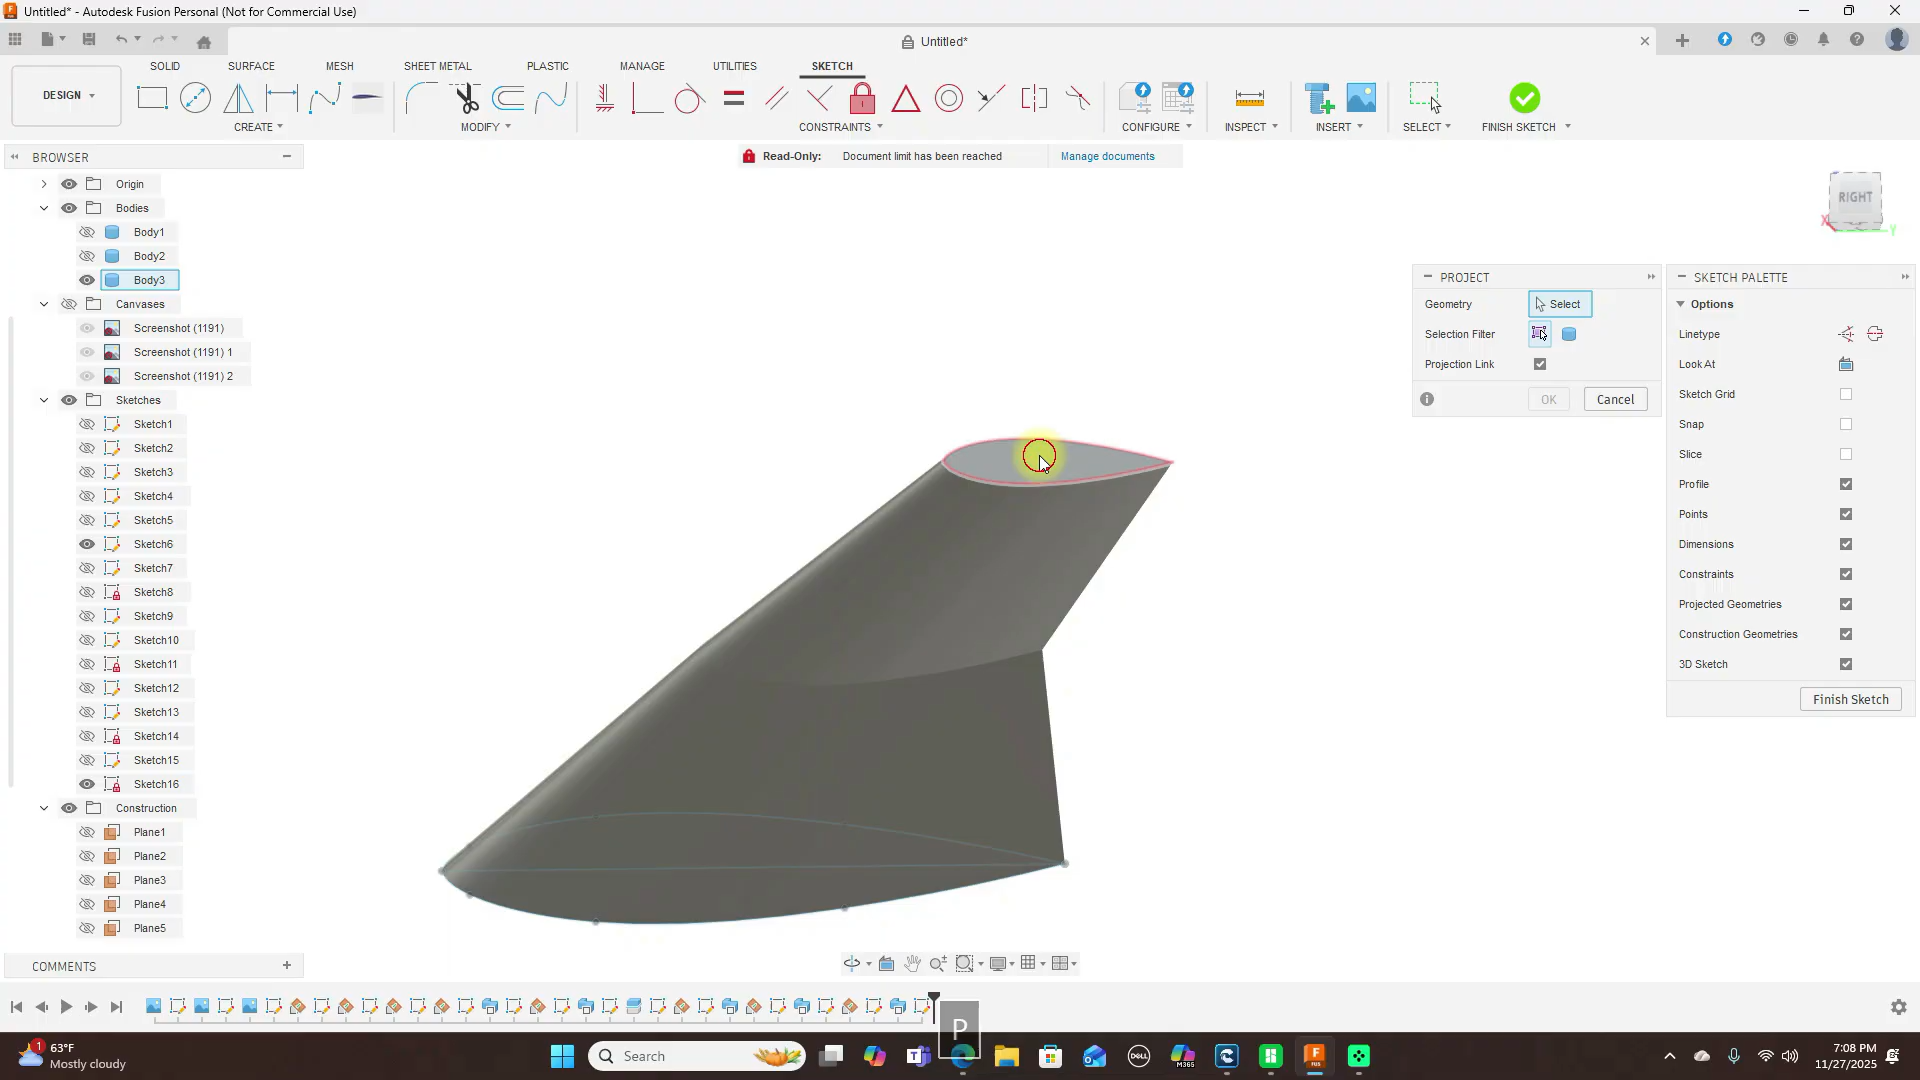 Untitled* - Autodesk Fusion Personal (Not for Commercial Use)
Untitled*
SOLID
SURFACE
MESH
SHEET METAL
PLASTIC
MANAGE
UTILITIES
SKETCH
DESIGN
CREATE
MODIFY
CONSTRAINTS
CONFIGURE
INSPECT
INSERT
SELECT
FINISH SKETCH
BROWSER
Read-Only:
Document limit has been reached
Manage documents
RIGHT
X
Y
Origin
Bodies
Body1
Body2
Body3
Canvases
Screenshot (1191)
Screenshot (1191) 1
Screenshot (1191) 2
Sketches
Sketch1
Sketch2
Sketch3
Sketch4
Sketch5
Sketch6
Sketch7
Sketch8
Sketch9
Sketch10
Sketch11
Sketch12
Sketch13
Sketch14
Sketch15
Sketch16
Construction
Plane1
Plane2
Plane3
Plane4
Plane5
COMMENTS
PROJECT
Geometry
Select
Selection Filter
Projection Link
OK
Cancel
SKETCH PALETTE
Options
Linetype
Look At
Sketch Grid
Snap
Slice
Profile
Points
Dimensions
Constraints
Projected Geometries
Construction Geometries
3D Sketch
Finish Sketch
P
1
63°F
Mostly cloudy
Search
DELL
M365
FUS
7:08 PM
11/27/2025